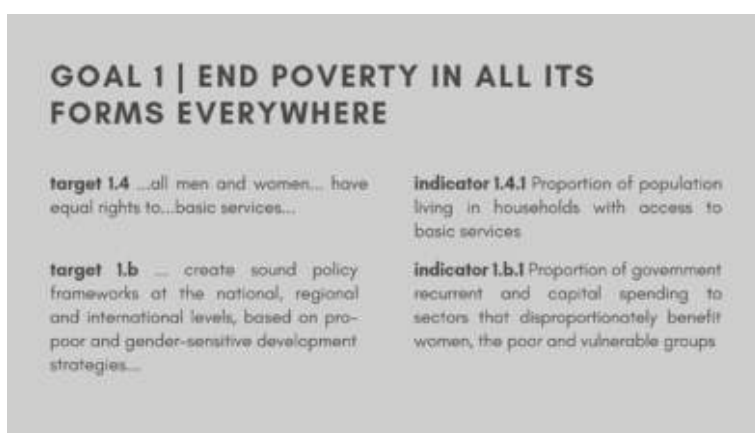 GOAL 1 | END POVERTY IN ALL ITS
FORMS EVERYWHERE
target 1.4 ...all men and women... have
equal rights to...basic services...
indicator 1.4.1 Proportion of population
living in households with access to
basic services
target 1.b ... create sound policy
frameworks at the national, regional
and international levels, based on pro-
poor and gender-sensitive development
strategies...
indicator 1.b.1 Proportion of government
recurrent and capital spending to
sectors that disproportionately benefit
women, the poor and vulnerable groups